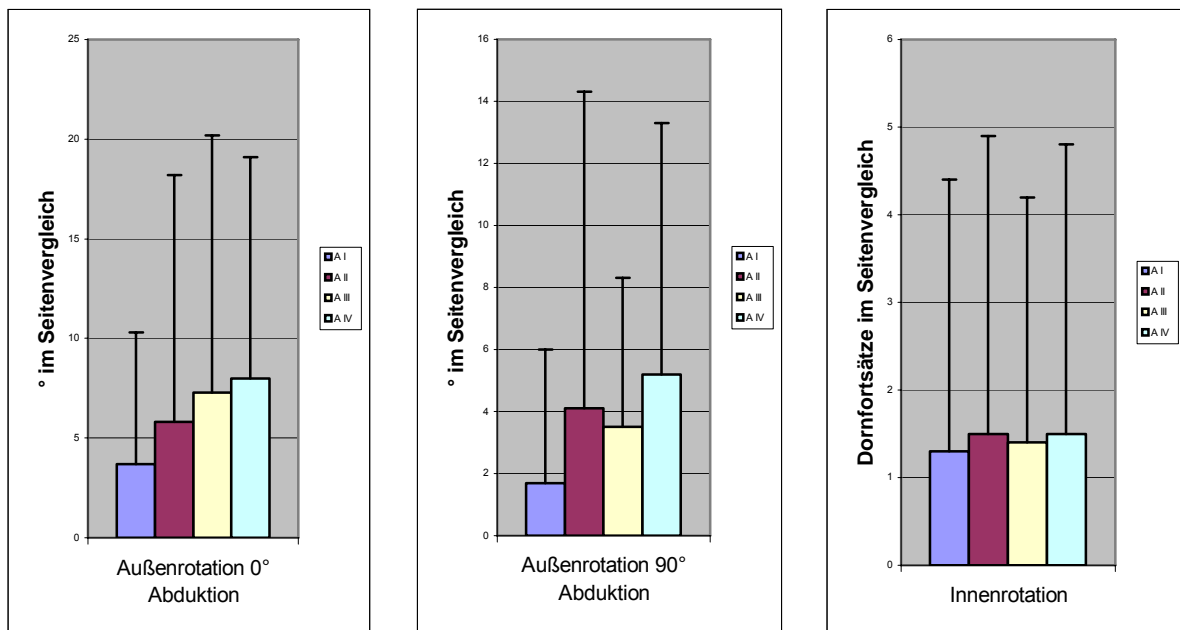 ° im Seitenvergleich
25
20
15
10
5
0
A I
A II
A III
A IV
Außenrotation 0°
Abduktion
° im Seitenvergleich
16
14
12
10
8
6
4
2
0
A I
A II
A III
A IV
Außenrotation 90°
Abduktion
Dornfortsätze im Seitenvergleich
6
5
4
3
2
1
0
A I
A II
A III
A IV
Innenrotation